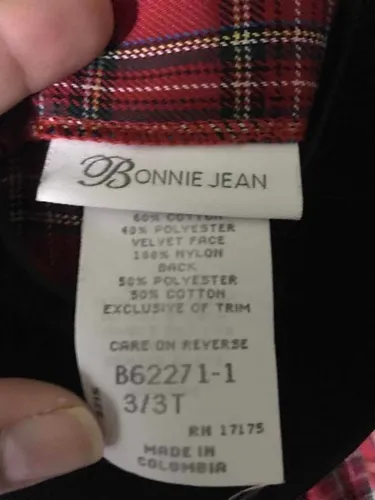 BONNIE JEAN
60% COTTON
40% POLYESTER
VELVET FACE
100% NYLON
BACK
50% POLYESTER
50% COTTON
EXCLUSIVE OF TRIM
CARE ON REVERSE
B62271-1
3/3T
RN 17175
MADE IN
COLOMBIA